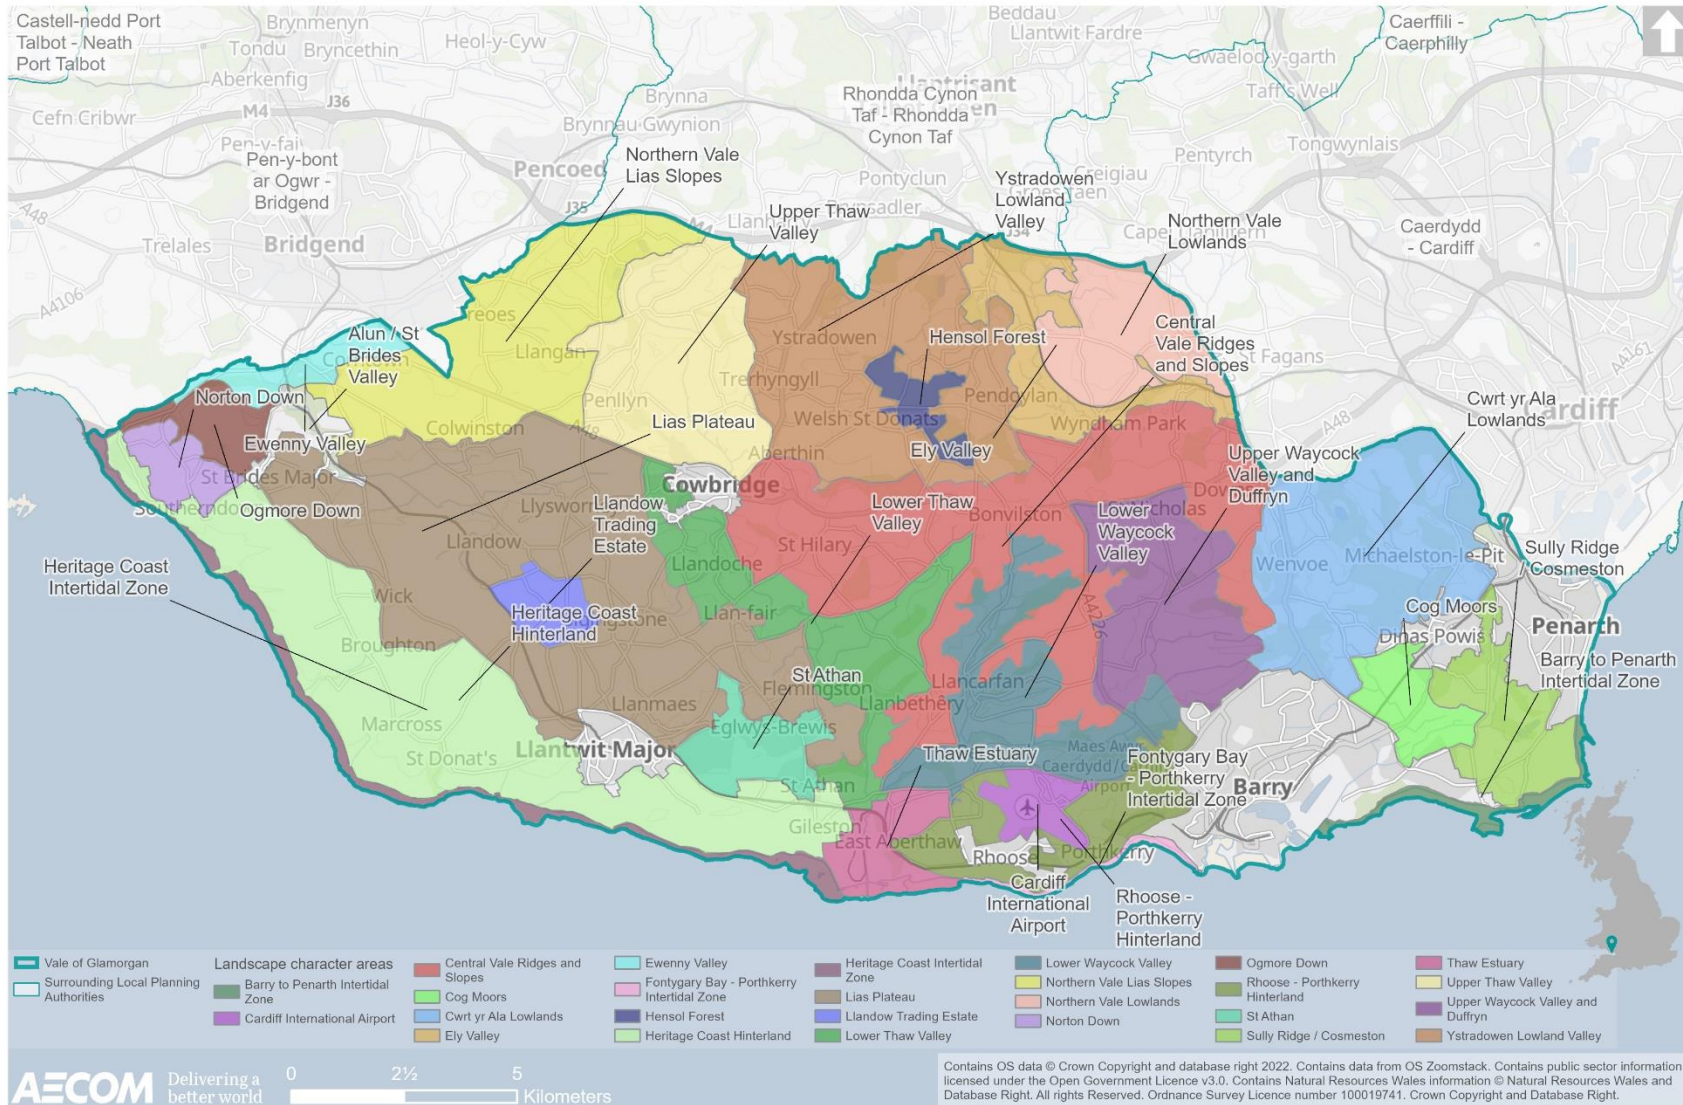 Castell-nedd Port
Talbot - Neath
Port Talbot
Brynmenyn
Tondu
Bryncethin
Heol-y-Cyw
Aberkenfig
M4
J36
Cefn Cribwr
Pen-y-fai
Pen-y-bont
ar Ogwr -
Bridgend
A48
Trelales
Bridgend
A4106
Brynna
Brynnau Gwynion
Pencoed
J35
M4
Beddau
Llantwit Fardre
Llantrisant
Rhondda Cynon
Taf - Rhondda
Cynon Taf
Pontyclun
Caerffili -
Caerphilly
Gwaelod-y-garth
Taff's Well
Tongwynlais
Pentyrch
Creigiau
J34
Caerdydd
- Cardiff
St Fagans
A4161
A48
Cardiff
Northern Vale
Lias Slopes
Upper Thaw
Valley
Ystradowen
Lowland
Valley
Northern Vale
Lowlands
Central
Vale Ridges
and Slopes
Hensol Forest
Ely Valley
Cwrt yr Ala
Lowlands
Alun / St
Brides
Valley
Norton Down
Ewenny Valley
Ogmore Down
Lias Plateau
Llandow
Trading
Estate
Lower Thaw
Valley
Lower
Waycock
Valley
Upper Waycock
Valley and
Duffryn
Sully Ridge
/ Cosmeston
Cog Moors
Barry to Penarth
Intertidal Zone
Heritage Coast
Intertidal Zone
Heritage Coast
Hinterland
St Athan
Thaw Estuary
Fontygary Bay
- Porthkerry
Intertidal Zone
Cardiff
International
Airport
Rhoose -
Porthkerry
Hinterland
Llangan
Ystradowen
Trerhyngyll
Penllyn
Welsh St Donats
Pendoylan
Wyndham Park
Colwinston
A48
Aberthin
Cowbridge
St Brides Major
Southerndown
Llandow
St Hilary
Bonvilston
Wenvoe
Michaelston-le-Pit
Llandoche
Llan-fair
Wick
Broughton
A4226
Dinas Powis
Penarth
Llancarfan
Flemingston
Llanbethery
Llanmaes
Eglwys-Brewis
Marcross
St Donat's
Llantwit Major
St Athan
Gileston
East Aberthaw
Rhoose
Porthkerry
Airport
Barry
Vale of Glamorgan
Surrounding Local Planning
Authorities
Landscape character areas
Barry to Penarth Intertidal
Zone
Cardiff International Airport
Central Vale Ridges and
Slopes
Cog Moors
Cwrt yr Ala Lowlands
Ely Valley
Ewenny Valley
Fontygary Bay - Porthkerry
Intertidal Zone
Hensol Forest
Heritage Coast Hinterland
Heritage Coast Intertidal
Zone
Lias Plateau
Llandow Trading Estate
Lower Thaw Valley
Lower Waycock Valley
Northern Vale Lias Slopes
Northern Vale Lowlands
Norton Down
Ogmore Down
Rhoose - Porthkerry
Hinterland
St Athan
Sully Ridge / Cosmeston
Thaw Estuary
Upper Thaw Valley
Upper Waycock Valley and
Duffryn
Ystradowen Lowland Valley
AECOM
Delivering a
better world
0 2½ 5
Kilometers
Contains OS data © Crown Copyright and database right 2022. Contains data from OS Zoomstack. Contains public sector information
licensed under the Open Government Licence v3.0. Contains Natural Resources Wales information © Natural Resources Wales and
Database Right. All rights Reserved. Ordnance Survey Licence number 100019741. Crown Copyright and Database Right.